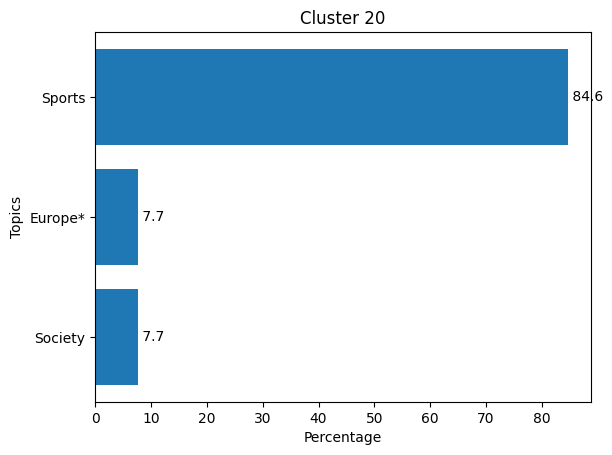 Cluster 20
Topics
Sports
84.6
Europe*
7.7
Society
7.7
0 10 20 30 40 50 60 70 80
Percentage